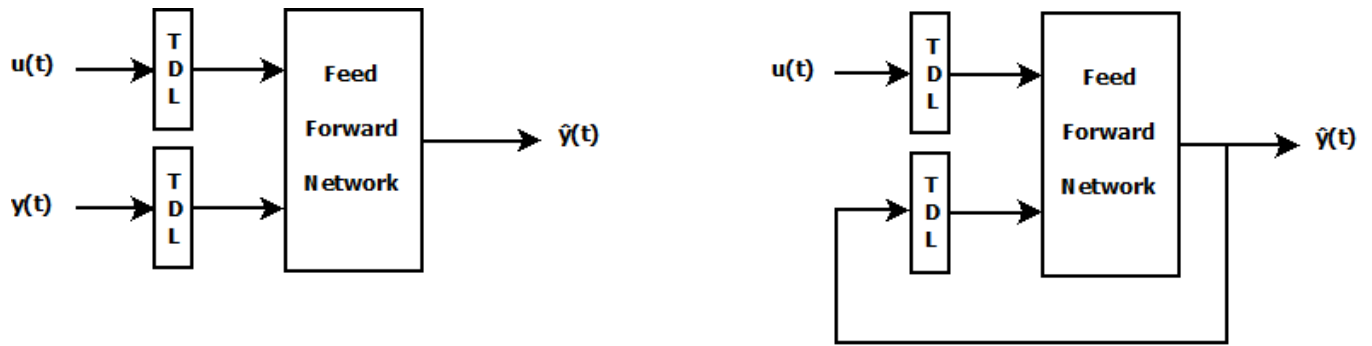 u(t)
T
D
L
Feed
Forward
Network
ŷ(t)
y(t)
T
D
L
u(t)
T
D
L
Feed
Forward
Network
ŷ(t)
T
D
L